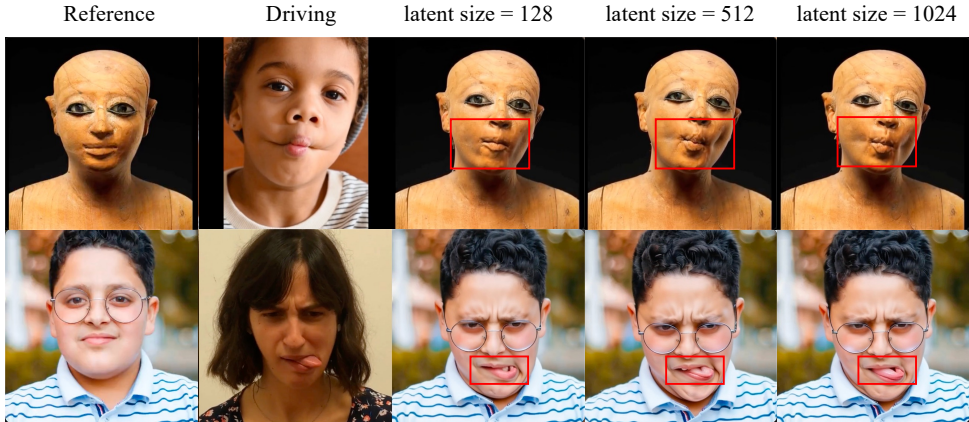 Reference Driving latent size = 128 latent size = 512 latent size = 1024